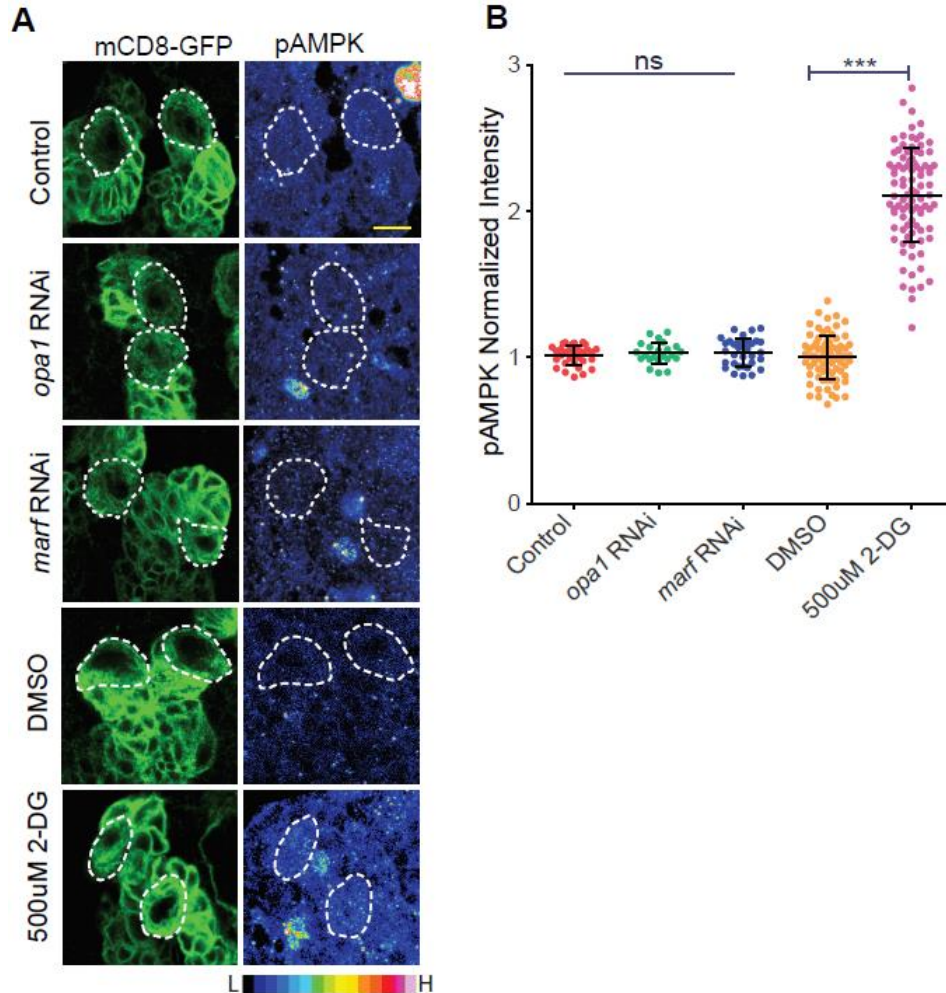 A
mCD8-GFP
pAMPK
Control
opa1 RNAi
marf RNAi
DMSO
500uM 2-DG
L
H
B
pAMPK Normalized Intensity
3
2
1
0
ns
***
Control
opa1 RNAi
marf RNAi
DMSO
500uM 2-DG